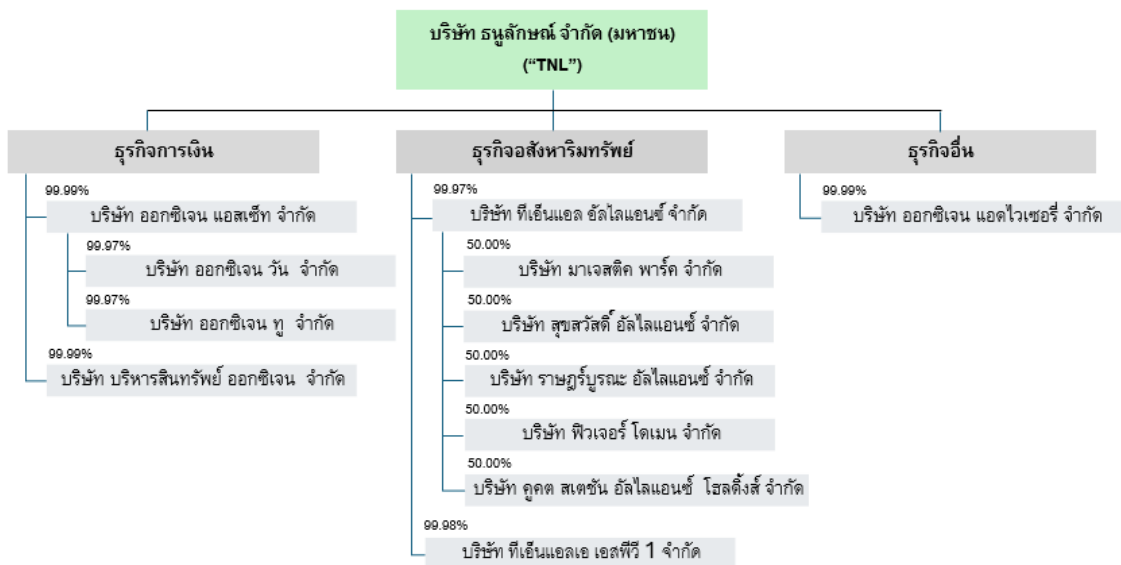 บริษัท ธนูลักษณ์ จำกัด (มหาชน)
(“TNL”)
ธุรกิจการเงิน
99.99%
บริษัท ออกซิเจน แอสเซ็ท จำกัด
99.97%
บริษัท ออกซิเจน วัน จำกัด
99.97%
บริษัท ออกซิเจน ทู จำกัด
99.99%
บริษัท บริหารสินทรัพย์ ออกซิเจน จำกัด
ธุรกิจอสังหาริมทรัพย์
99.97%
บริษัท ทีเอ็นแอล อัลไลแอนซ์ จำกัด
50.00%
บริษัท มาเจสติค พาร์ค จำกัด
50.00%
บริษัท สุขสวัสดิ์ อัลไลแอนซ์ จำกัด
50.00%
บริษัท ราษฎร์บูรณะ อัลไลแอนซ์ จำกัด
50.00%
บริษัท ฟิวเจอร์ โดเมน จำกัด
50.00%
บริษัท คูคต สเตชัน อัลไลแอนซ์ โฮลดิ้งส์ จำกัด
99.98%
บริษัท ทีเอ็นแอลเอ เอสพีวี 1 จำกัด
ธุรกิจอื่น
99.99%
บริษัท ออกซิเจน แอดไวเซอรี่ จำกัด